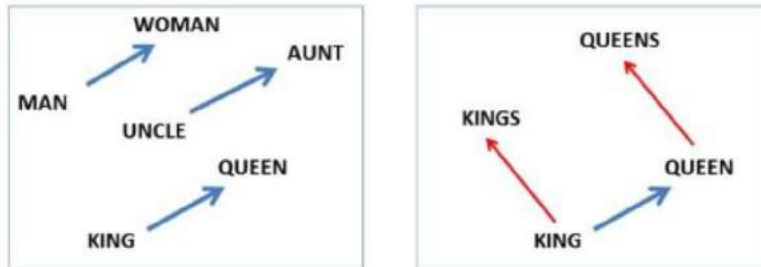 WOMAN
AUNT
MAN
UNCLE
QUEEN
KING
QUEENS
KINGS
QUEEN
KING